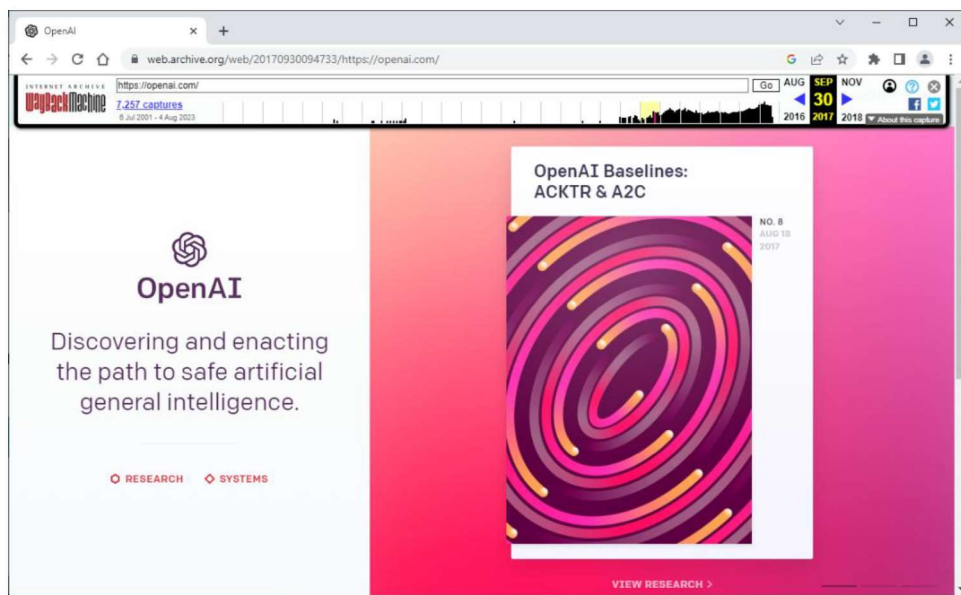 OpenAI
web.archive.org/web/20170930094733/https://openai.com/
INTERNET ARCHIVE
WayBackMachine
https://openai.com/
Go
7,257 captures
6 Jul 2001 - 4 Aug 2023
AUG SEP NOV
30
2016 2017 2018
About this capture
OpenAI
Discovering and enacting
the path to safe artificial
general intelligence.
RESEARCH SYSTEMS
OpenAI Baselines:
ACKTR & A2C
NO. 8
AUG 18
2017
VIEW RESEARCH >